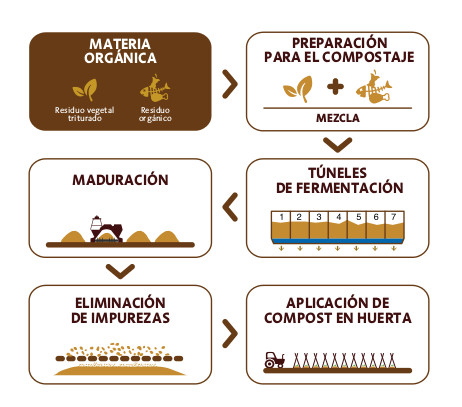 MATERIA
ORGÁNICA
Residuo vegetal
triturado
Residuo
orgánico
PREPARACIÓN
PARA EL COMPOSTAJE
MEZCLA
MADURACIÓN
TÚNELES
DE FERMENTACIÓN
1 2 3 4 5 6 7
ELIMINACIÓN
DE IMPUREZAS
APLICACIÓN DE
COMPOST EN HUERTA